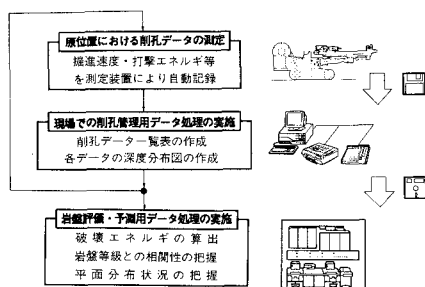 原位置における削孔データの測定
掘進速度・打撃エネルギ等
を測定装置により自動記録
現場での削孔管理用データ処理の実施
削孔データ一覧表の作成
各データの深度分布図の作成
岩盤評価・予測用データ処理の実施
破壊エネルギの算出
岩盤等級との相関性の把握
平面分布状況の把握